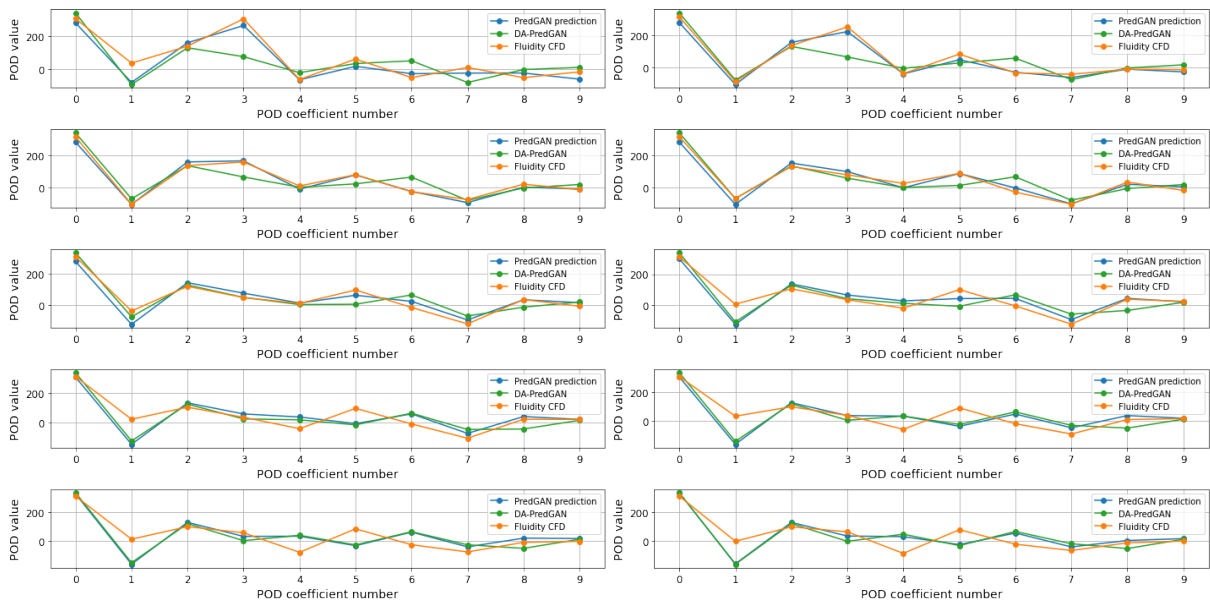 POD value
200
0
PredGAN prediction
DA-PredGAN
Fluidity CFD
0 1 2 3 4 5 6 7 8 9
POD coefficient number
POD value
200
0
PredGAN prediction
DA-PredGAN
Fluidity CFD
0 1 2 3 4 5 6 7 8 9
POD coefficient number
POD value
200
0
PredGAN prediction
DA-PredGAN
Fluidity CFD
0 1 2 3 4 5 6 7 8 9
POD coefficient number
POD value
200
0
PredGAN prediction
DA-PredGAN
Fluidity CFD
0 1 2 3 4 5 6 7 8 9
POD coefficient number
POD value
200
0
PredGAN prediction
DA-PredGAN
Fluidity CFD
0 1 2 3 4 5 6 7 8 9
POD coefficient number
POD value
200
0
PredGAN prediction
DA-PredGAN
Fluidity CFD
0 1 2 3 4 5 6 7 8 9
POD coefficient number
POD value
200
0
PredGAN prediction
DA-PredGAN
Fluidity CFD
0 1 2 3 4 5 6 7 8 9
POD coefficient number
POD value
200
0
PredGAN prediction
DA-PredGAN
Fluidity CFD
0 1 2 3 4 5 6 7 8 9
POD coefficient number
POD value
200
0
PredGAN prediction
DA-PredGAN
Fluidity CFD
0 1 2 3 4 5 6 7 8 9
POD coefficient number
POD value
200
0
PredGAN prediction
DA-PredGAN
Fluidity CFD
0 1 2 3 4 5 6 7 8 9
POD coefficient number